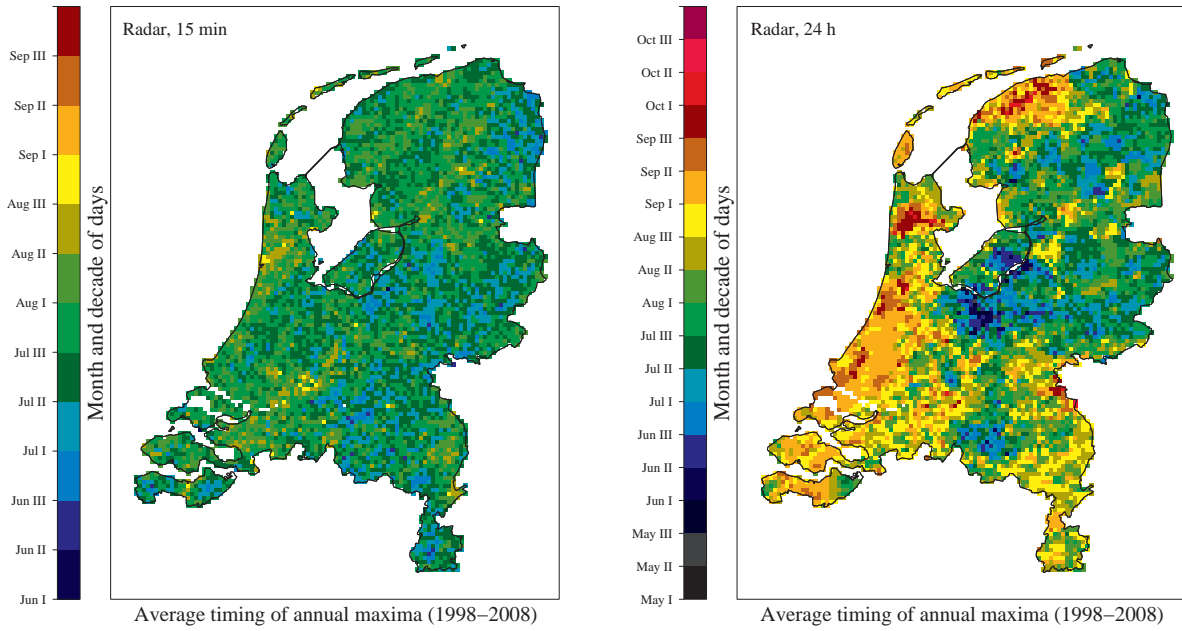 Radar, 15 min
Sep III
Sep II
Sep I
Aug III
Aug II
Aug I
Jul III
Jul II
Jul I
Jun III
Jun II
Jun I
Month and decade of days
Average timing of annual maxima (1998−2008)
Radar, 24 h
Oct III
Oct II
Oct I
Sep III
Sep II
Sep I
Aug III
Aug II
Aug I
Jul III
Jul II
Jul I
Jun III
Jun II
Jun I
May III
May II
May I
Month and decade of days
Average timing of annual maxima (1998−2008)